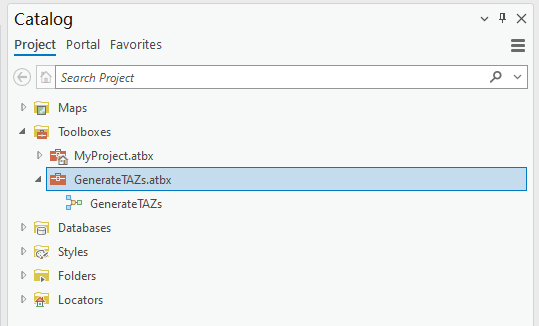 Catalog
Project Portal Favorites
Search Project
Maps
Toolboxes
MyProject.atbx
GenerateTAZs.atbx
GenerateTAZs
Databases
Styles
Folders
Locators